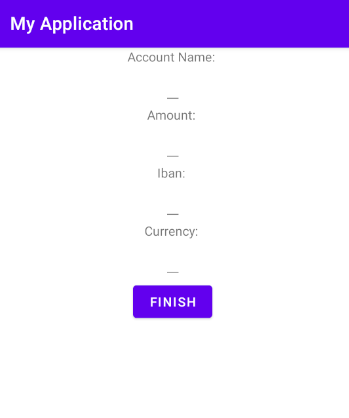 My Application
Account Name:
Amount:
Iban:
Currency:
FINISH